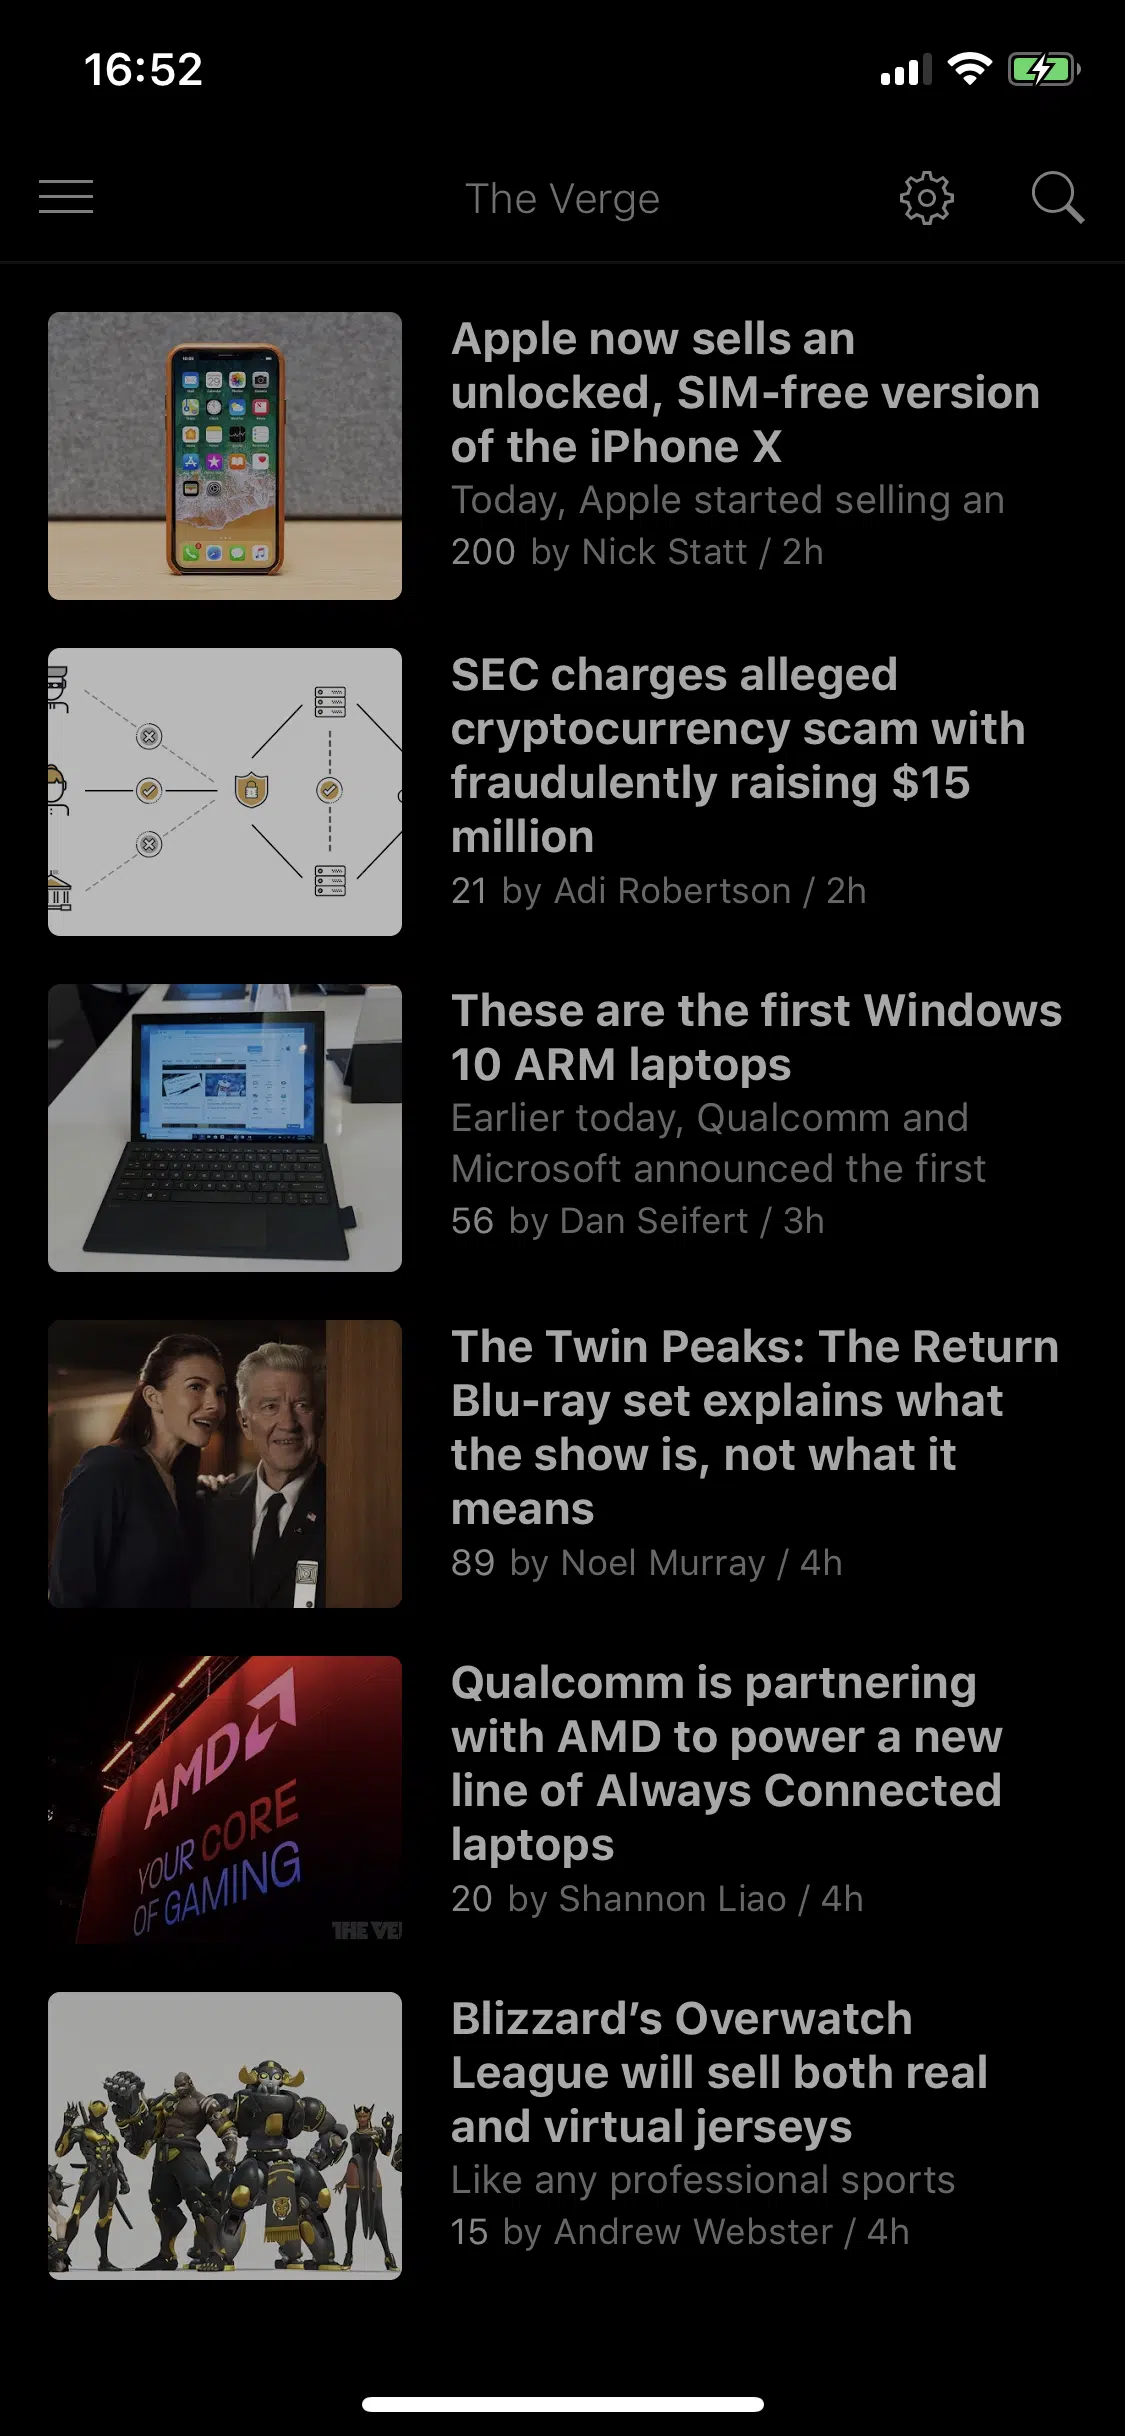 16:52
The Verge
Apple now sells an
unlocked, SIM-free version
of the iPhone X
Today, Apple started selling an
200 by Nick Statt / 2h
SEC charges alleged
cryptocurrency scam with
fraudulently raising $15
million
21 by Adi Robertson / 2h
These are the first Windows
10 ARM laptops
Earlier today, Qualcomm and
Microsoft announced the first
56 by Dan Seifert / 3h
The Twin Peaks: The Return
Blu-ray set explains what
the show is, not what it
means
89 by Noel Murray / 4h
AMD
YOUR CORE
OF GAMING
THE VE
Qualcomm is partnering
with AMD to power a new
line of Always Connected
laptops
20 by Shannon Liao / 4h
Blizzard’s Overwatch
League will sell both real
and virtual jerseys
Like any professional sports
15 by Andrew Webster / 4h